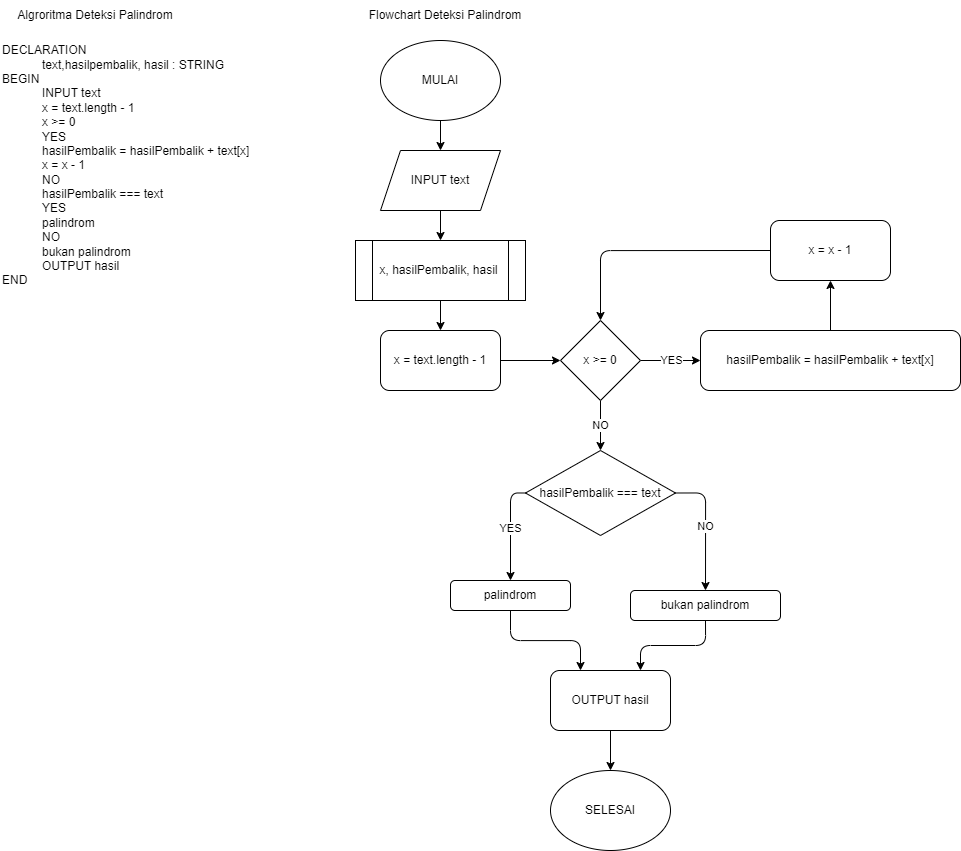 Algroritma Deteksi Palindrom
DECLARATION
text,hasilpembalik, hasil : STRING
BEGIN
INPUT text
x = text.length - 1
x >= 0
YES
hasilPembalik = hasilPembalik + text[x]
x = x - 1
NO
hasilPembalik === text
YES
palindrom
NO
bukan palindrom
OUTPUT hasil
END
Flowchart Deteksi Palindrom
MULAI
INPUT text
x, hasilPembalik, hasil
x = text.length - 1
x >= 0
YES
hasilPembalik = hasilPembalik + text[x]
x = x - 1
NO
hasilPembalik === text
YES
NO
palindrom
bukan palindrom
OUTPUT hasil
SELESAI